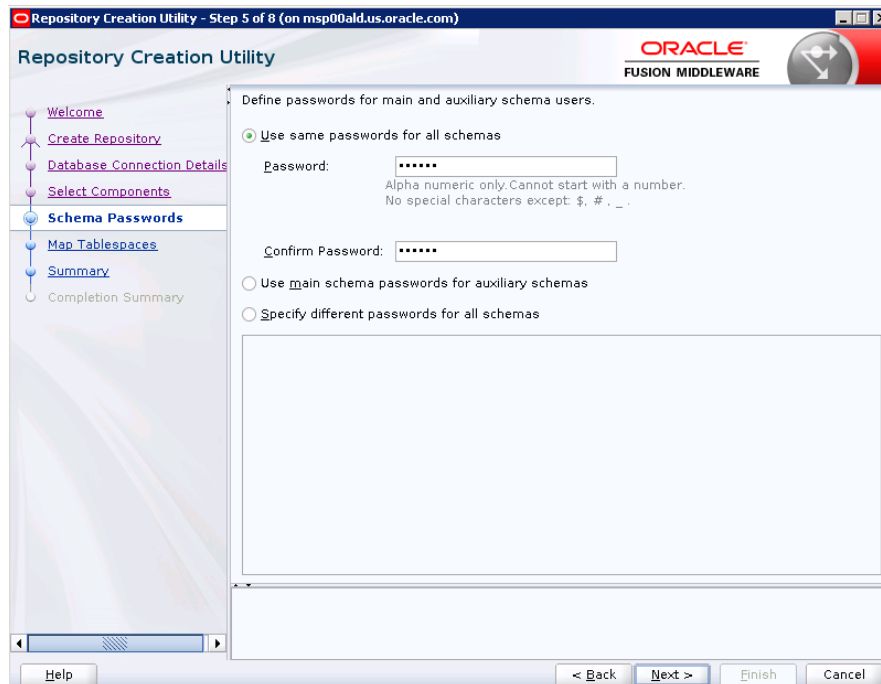 Repository Creation Utility - Step 5 of 8 (on msp00ald.us.oracle.com)
Repository Creation Utility
ORACLE
FUSION MIDDLEWARE
Welcome
Create Repository
Database Connection Details
Select Components
Schema Passwords
Map Tablespaces
Summary
Completion Summary
Define passwords for main and auxiliary schema users.
Use same passwords for all schemas
Password: ••••••
Alpha numeric only.Cannot start with a number.
No special characters except: $, # , _ .
Confirm Password: ••••••
Use main schema passwords for auxiliary schemas
Specify different passwords for all schemas
Help < Back Next > Finish Cancel